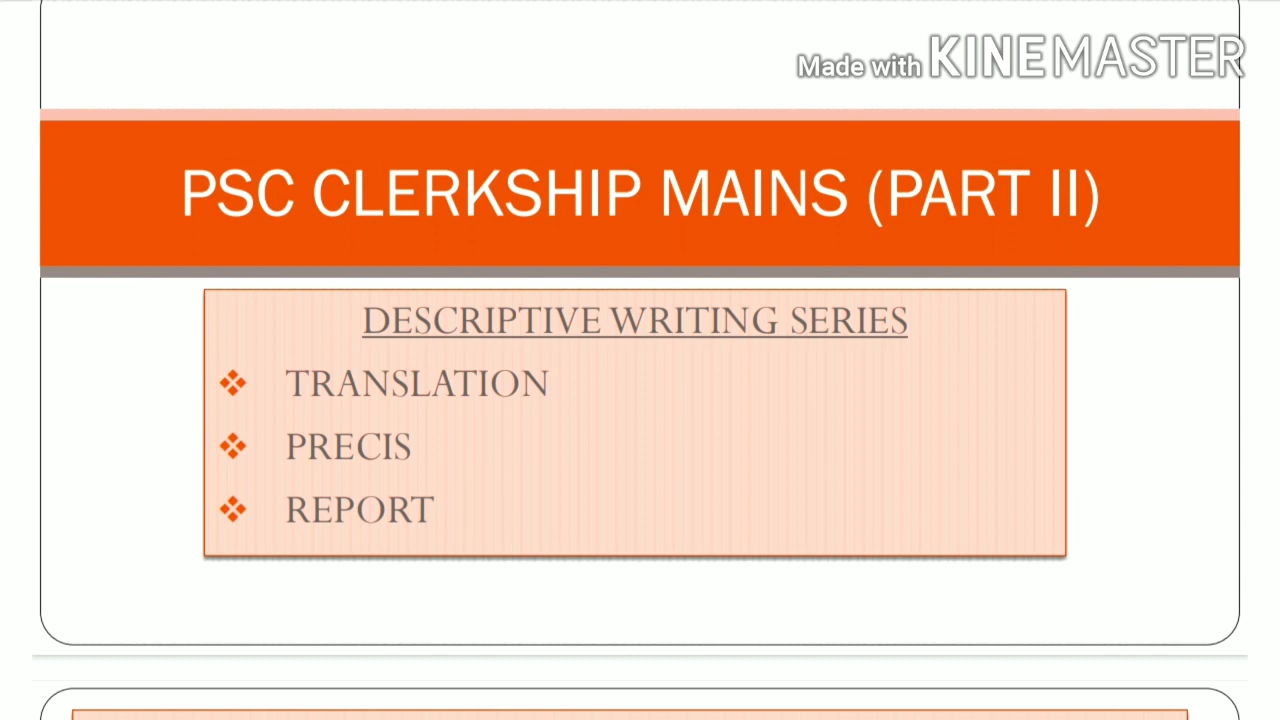 Made with KINEMASTER
PSC CLERKSHIP MAINS (PART II)
DESCRIPTIVE WRITING SERIES
TRANSLATION
PRECIS
REPORT